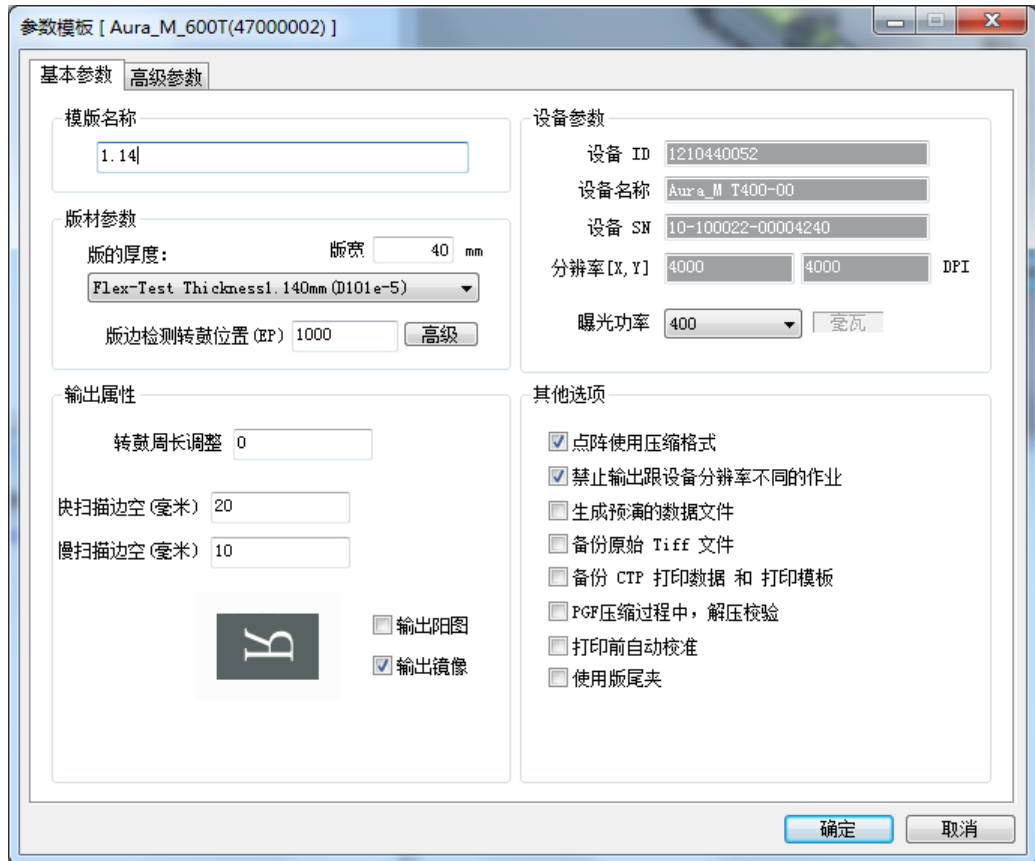 参数模板 [ Aura_M_600T(47000002) ]
基本参数 高级参数
模版名称
1.14
版材参数
版的厚度: 版宽 40 mm
Flex-Test Thickness1.140mm(D101e-5)
版边检测转鼓位置(EP) 1000 高级
输出属性
转鼓周长调整 0
快扫描边空(毫米) 20
慢扫描边空(毫米) 10
R
输出阳图
输出镜像
设备参数
设备 ID 1210440052
设备名称 Aura_M T400-00
设备 SN 10-100022-00004240
分辨率[X,Y] 4000 4000 DPI
曝光功率 400 毫瓦
其他选项
点阵使用压缩格式
禁止输出跟设备分辨率不同的作业
生成预演的数据文件
备份原始 Tiff 文件
备份 CTP 打印数据 和 打印模板
PGF压缩过程中，解压校验
打印前自动校准
使用版尾夹
确定 取消